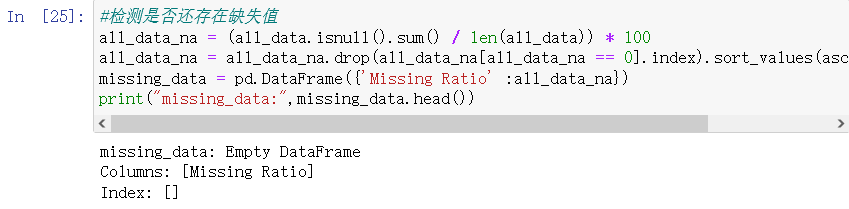 In [25]: #检测是否还存在缺失值
all_data_na = (all_data.isnull().sum() / len(all_data)) * 100
all_data_na = all_data_na.drop(all_data_na[all_data_na == 0].index).sort_values(asc
missing_data = pd.DataFrame({'Missing Ratio' :all_data_na})
print("missing_data:",missing_data.head())
missing_data: Empty DataFrame
Columns: [Missing Ratio]
Index: []